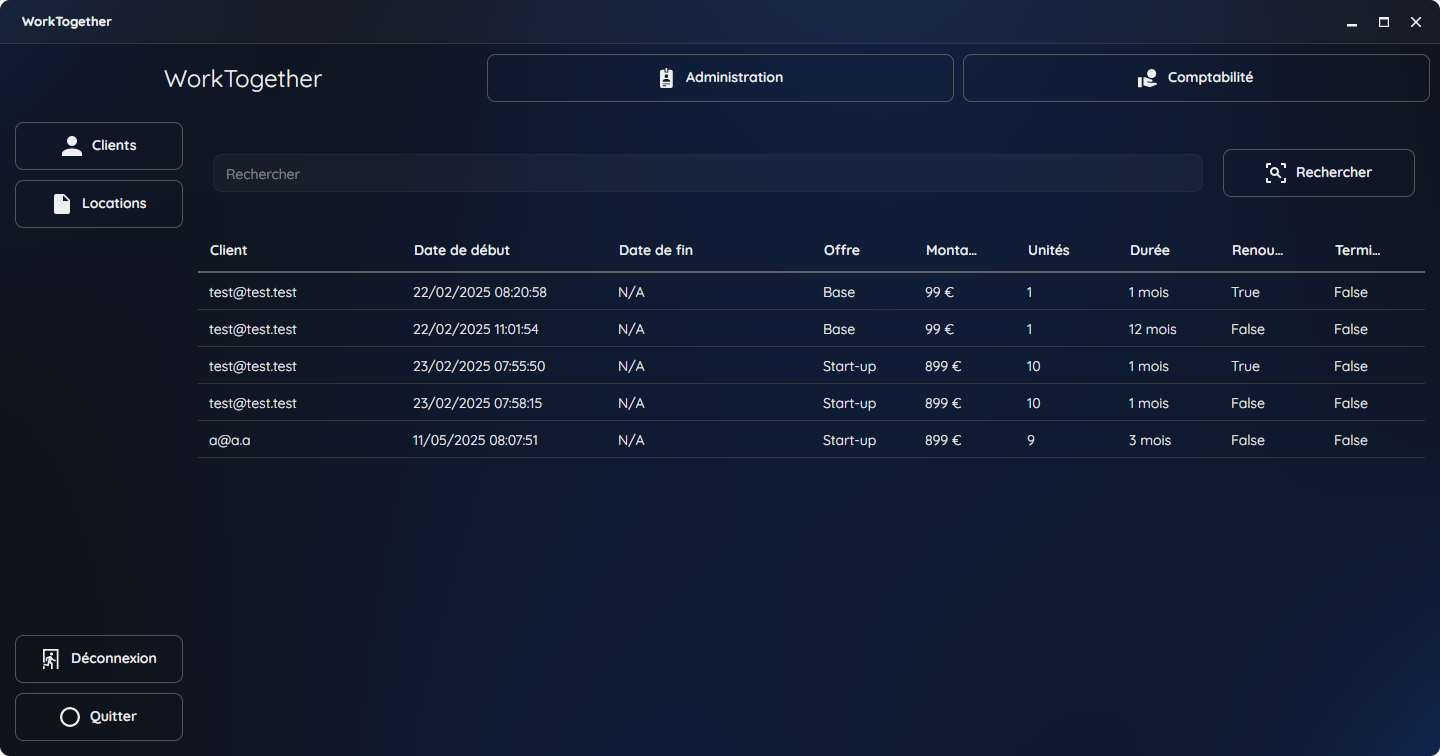 WorkTogether
WorkTogether Administration Comptabilité
Clients
Locations
Rechercher Rechercher
Client Date de début Date de fin Offre Monta... Unités Durée Renou... Termi...
test@test.test 22/02/2025 08:20:58 N/A Base 99 € 1 1 mois True False
test@test.test 22/02/2025 11:01:54 N/A Base 99 € 1 12 mois False False
test@test.test 23/02/2025 07:55:50 N/A Start-up 899 € 10 1 mois True False
test@test.test 23/02/2025 07:58:15 N/A Start-up 899 € 10 1 mois False False
a@a.a 11/05/2025 08:07:51 N/A Start-up 899 € 9 3 mois False False
Déconnexion
Quitter